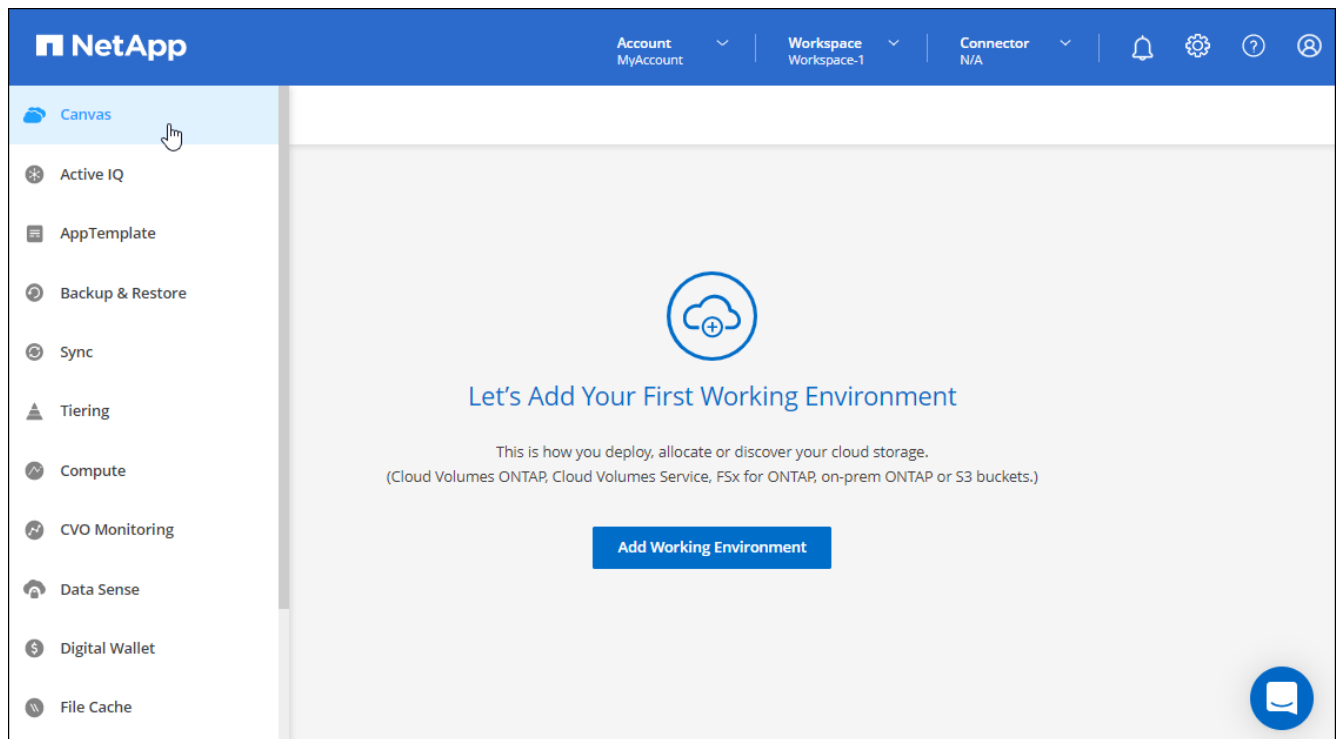 NetApp
Account
MyAccount
Workspace
Workspace-1
Connector
N/A
Canvas
Active IQ
AppTemplate
Backup & Restore
Sync
Tiering
Compute
CVO Monitoring
Data Sense
Digital Wallet
File Cache
Let's Add Your First Working Environment
This is how you deploy, allocate or discover your cloud storage.
(Cloud Volumes ONTAP, Cloud Volumes Service, FSx for ONTAP, on-prem ONTAP or S3 buckets.)
Add Working Environment